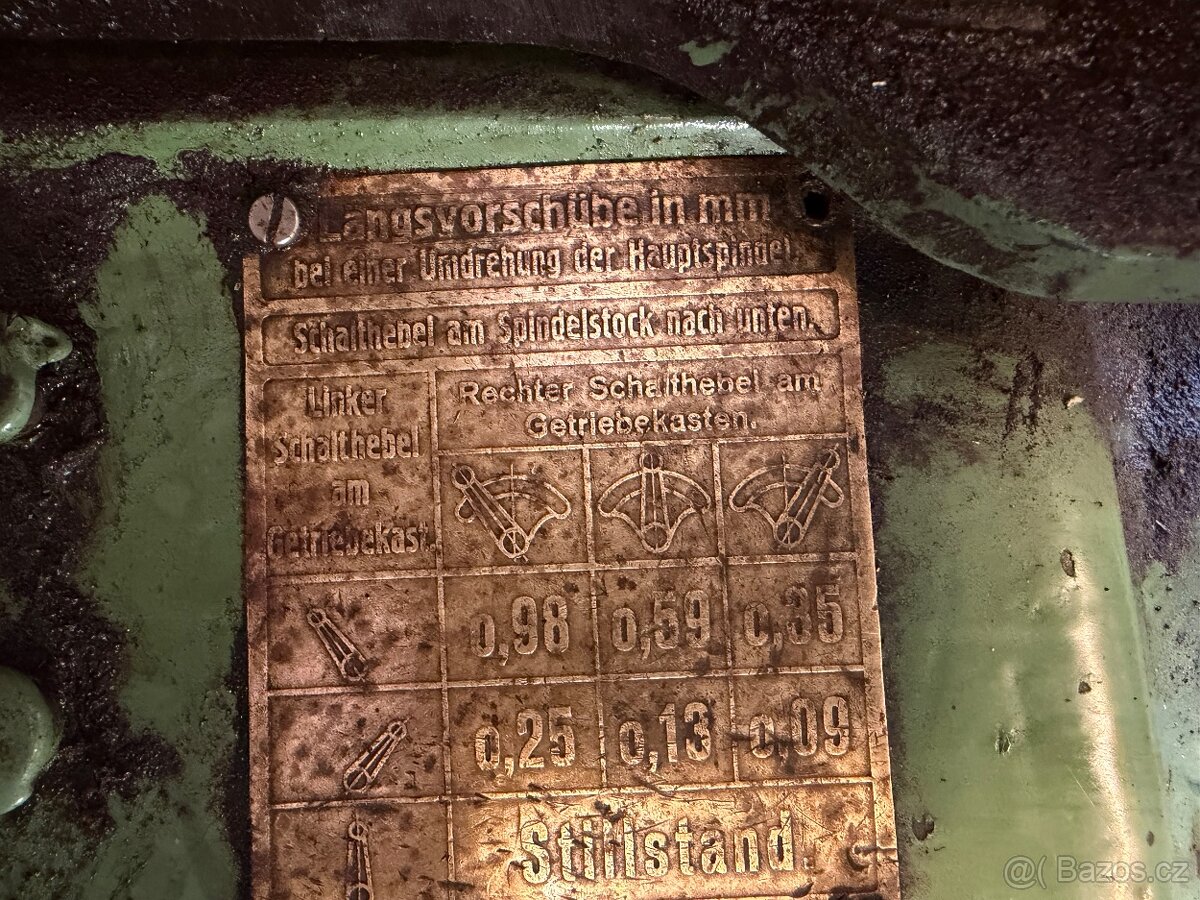 Längsvorschübe in mm
bei einer Umdrehung der Hauptspindel.
Schalthebel am Spindelstock nach unten.
Linker
Schalthebel
am
Getriebekast.
Rechter Schalthebel am
Getriebekasten.
0,98 0,59 0,35
0,25 0,13 0,09
Stillstand.
@( Bazos.cz